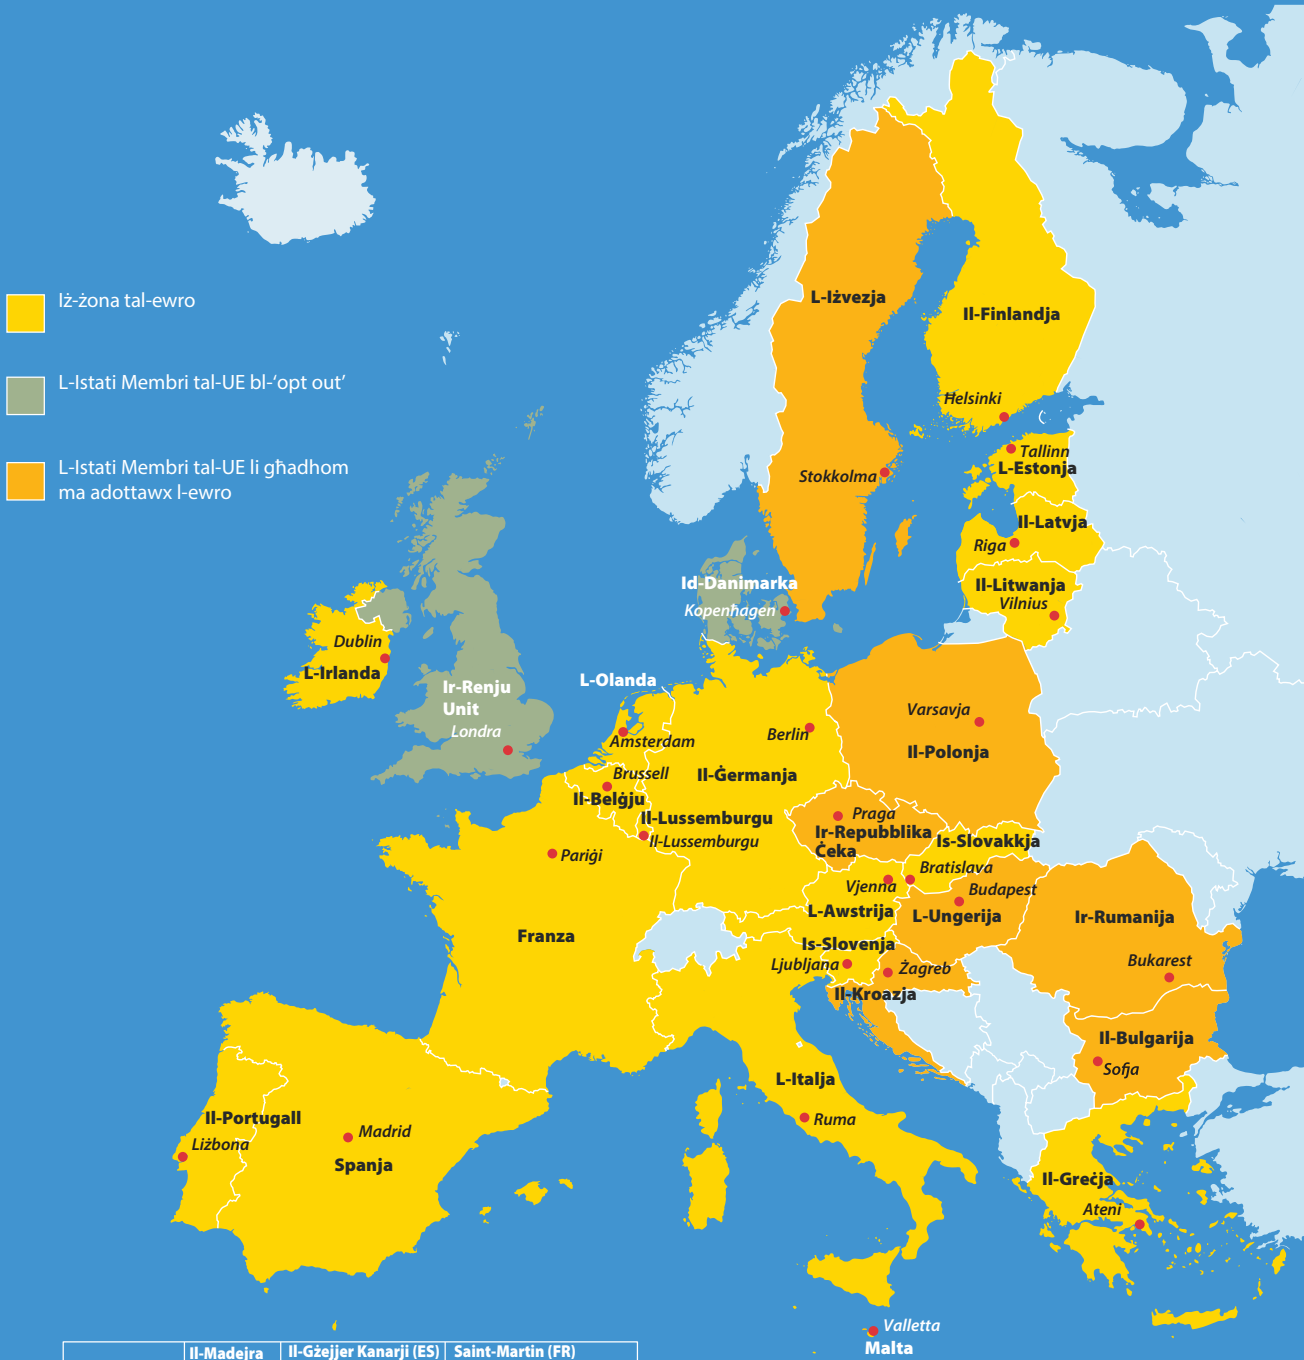 Iż-żona tal-ewro
L-Istati Membri tal-UE bl-‘opt out’
L-Istati Membri tal-UE li għadhom
ma adottawx l-ewro
L-Iżvezja
Il-Finlandja
Ħelsinki
Stokkolma
Tallinn
L-Estonja
Il-Latvja
Riga
Il-Litwanja
Vilnius
Id-Danimarka
Kopenħagen
Dublin
L-Irlanda
Ir-Renju
Unit
Londra
L-Olanda
Amsterdam
Berlin
Varsavja
Il-Polonja
Brussell
Il-Ġermanja
Il-Belġju
Il-Lussemburgu
Il-Lussemburgu
Pariġi
Praga
Ir-Repubblika
Ċeka
Is-Slovakkja
Bratislava
Vjenna
Budapest
L-Awstrija
L-Ungerija
Ir-Rumanija
Franza
Is-Slovenja
Ljubljana
Żagreb
Bukarest
Il-Kroazja
Il-Bulgarija
Sofja
L-Italja
Ruma
Il-Portugall
Liżbona
Madrid
Spanja
Il-Greċja
Ateni
Valletta
Malta
Il-Madejra
Il-Gżejjer Kanarji (ES)
Saint-Martin (FR)